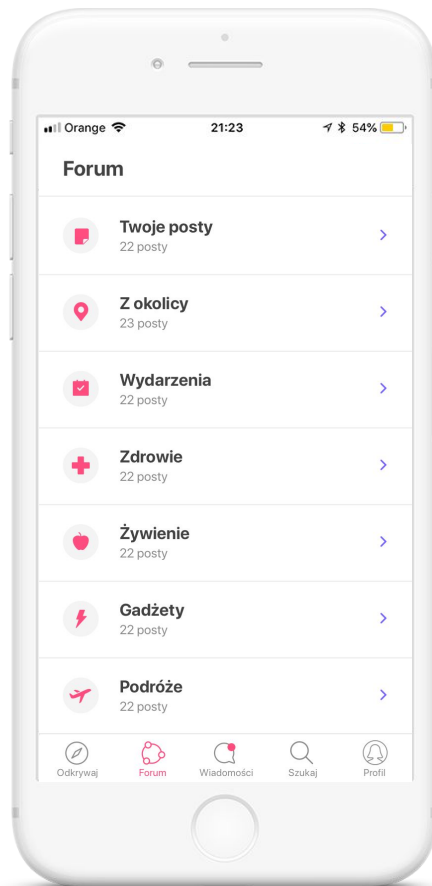 Orange 21:23 54%
Forum
Twoje posty
22 posty
Z okolicy
23 posty
Wydarzenia
22 posty
Zdrowie
22 posty
Żywienie
22 posty
Gadżety
22 posty
Podróże
22 posty
Odkrywaj Forum Wiadomości Szukaj Profil